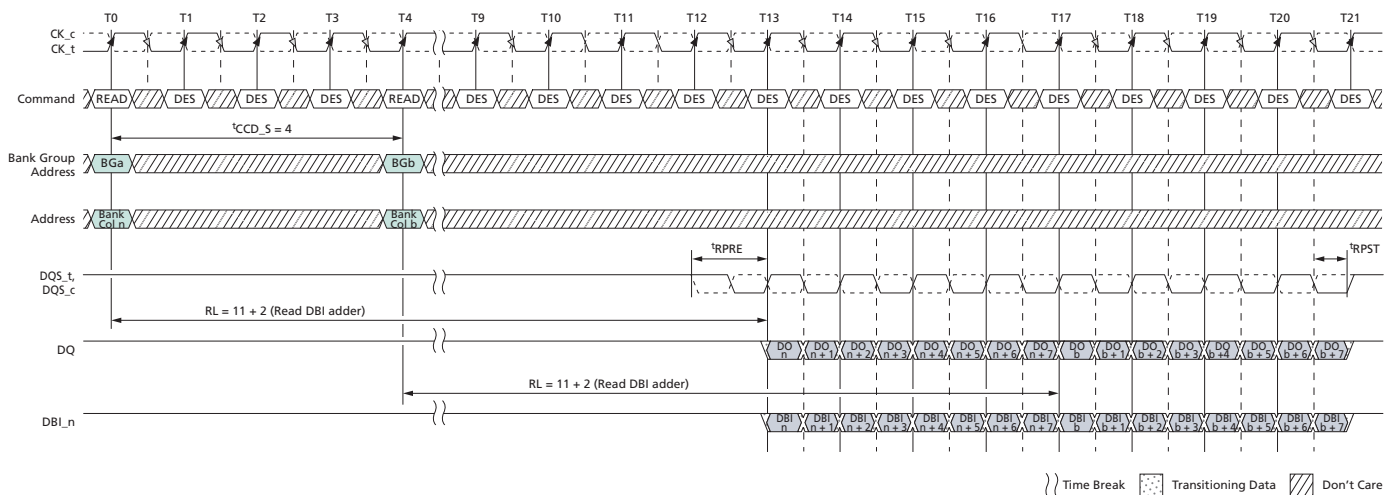 T0 T1 T2 T3 T4 T9 T10 T11 T12 T13 T14 T15 T16 T17 T18 T19 T20 T21
CK_c
CK_t
Command READ DES DES DES READ DES DES DES DES DES DES DES DES DES DES DES DES DES
tCCD_S = 4
Bank Group
Address
BGa BGb
Address
Bank
Col n
Bank
Col b
tRPRE tRPST
DQS_t,
DQS_c
RL = 11 + 2 (Read DBI adder)
DQ
DO
n
DO
n + 1
DO
n + 2
DO
n + 3
DO
n + 4
DO
n + 5
DO
n + 6
DO
n + 7
DO
b
DO
b + 1
DO
b + 2
DO
b + 3
DO
b +4
DO
b + 5
DO
b + 6
DO
b + 7
RL = 11 + 2 (Read DBI adder)
DBI_n
DBI
n
DBI
n + 1
DBI
n + 2
DBI
n + 3
DBI
n + 4
DBI
n + 5
DBI
n + 6
DBI
n + 7
DBI
b
DBI
b + 1
DBI
b + 2
DBI
b + 3
DBI
b + 4
DBI
b + 5
DBI
b + 6
DBI
b + 7
Time Break Transitioning Data Don't Care